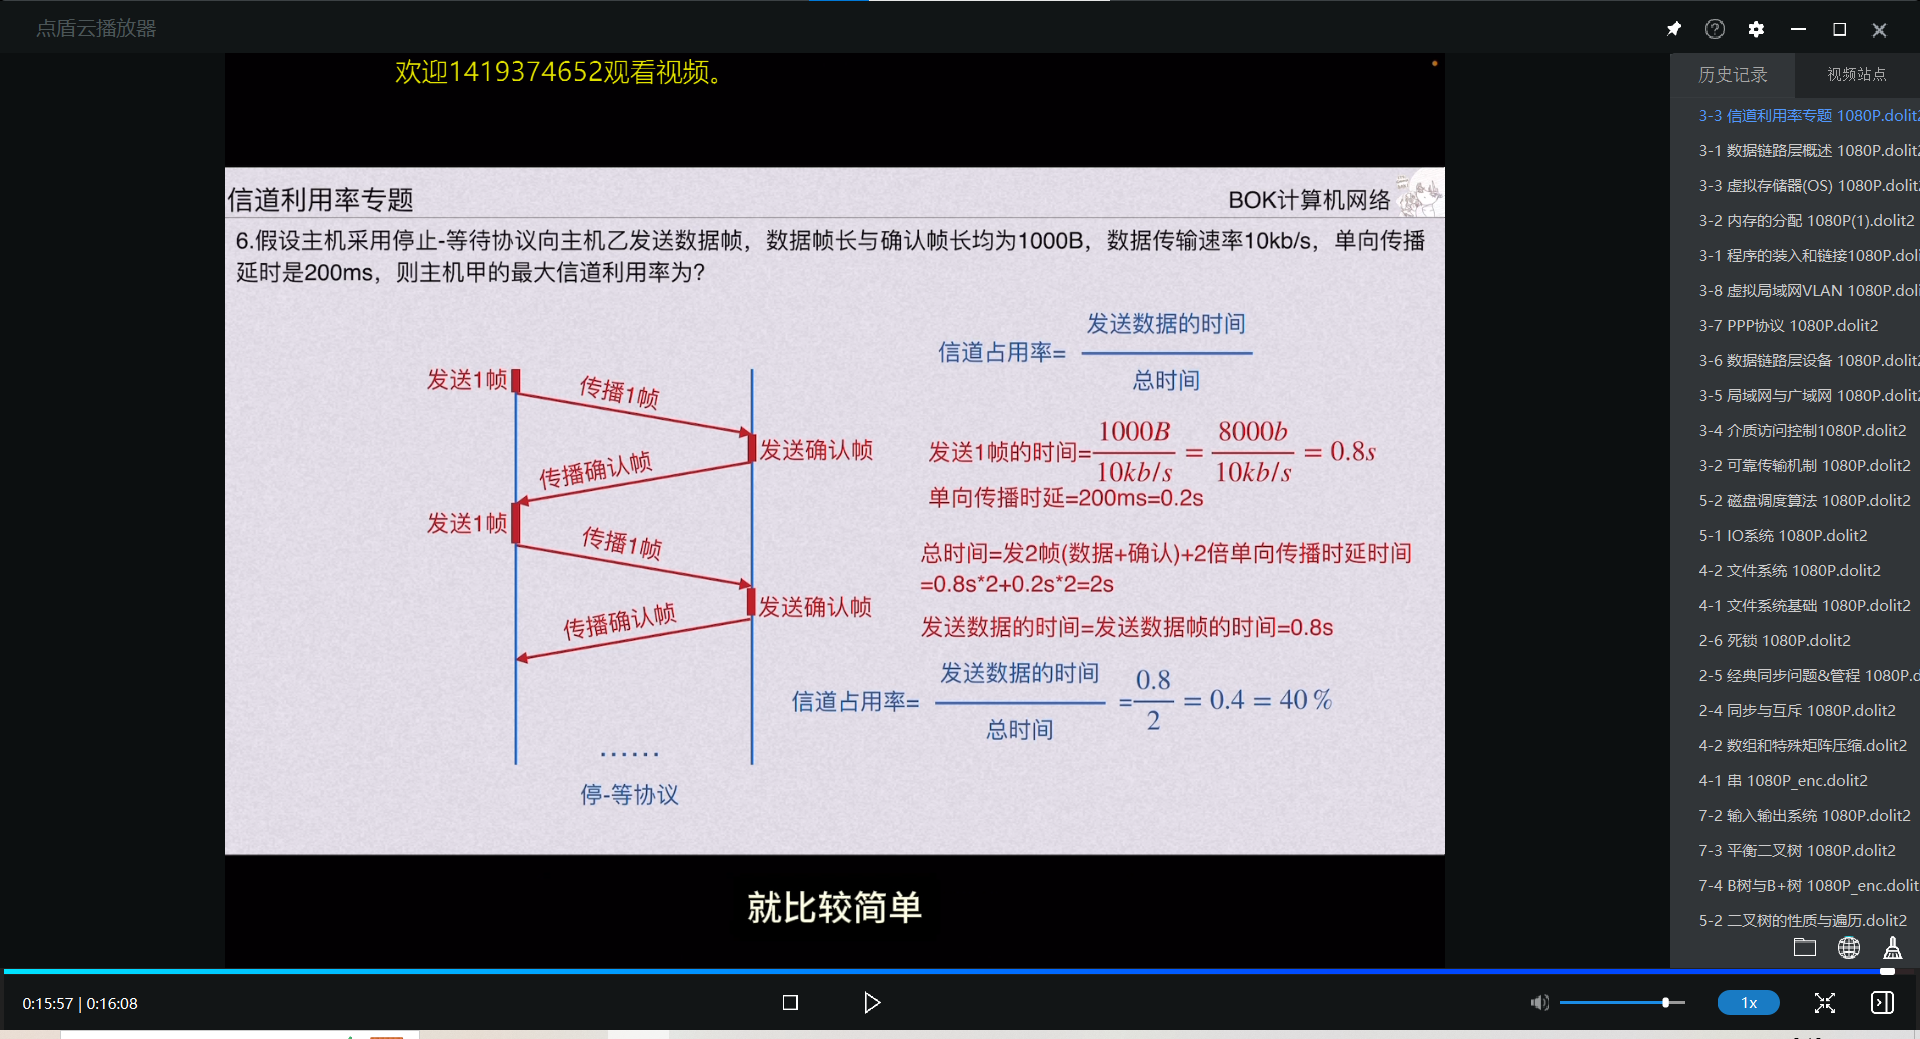 点盾云播放器
欢迎1419374652观看视频。
历史记录
视频站点
信道利用率专题
BOK计算机网络
6.假设主机采用停止-等待协议向主机乙发送数据帧，数据帧长与确认帧长均为1000B，数据传输速率10kb/s，单向传播
延时是200ms，则主机甲的最大信道利用率为?
发送1帧
传播1帧
发送确认帧
传播确认帧
发送1帧
传播1帧
发送确认帧
传播确认帧
······
停-等协议
信道占用率= 发送数据的时间
总时间
发送1帧的时间= 1000B / 10kb/s = 8000b / 10kb/s = 0.8s
单向传播时延=200ms=0.2s
总时间=发2帧(数据+确认)+2倍单向传播时延时间
=0.8s*2+0.2s*2=2s
发送数据的时间=发送数据帧的时间=0.8s
信道占用率= 发送数据的时间 / 总时间 = 0.8 / 2 = 0.4 = 40 %
就比较简单
3-3 信道利用率专题 1080P.dolit2
3-1 数据链路层概述 1080P.dolit2
3-3 虚拟存储器(OS) 1080P.dolit2
3-2 内存的分配 1080P(1).dolit2
3-1 程序的装入和链接1080P.doli
3-8 虚拟局域网VLAN 1080P.doli
3-7 PPP协议 1080P.dolit2
3-6 数据链路层设备 1080P.dolit2
3-5 局域网与广域网 1080P.dolit2
3-4 介质访问控制1080P.dolit2
3-2 可靠传输机制 1080P.dolit2
5-2 磁盘调度算法 1080P.dolit2
5-1 IO系统 1080P.dolit2
4-2 文件系统 1080P.dolit2
4-1 文件系统基础 1080P.dolit2
2-6 死锁 1080P.dolit2
2-5 经典同步问题&管程 1080P.d
2-4 同步与互斥 1080P.dolit2
4-2 数组和特殊矩阵压缩.dolit2
4-1 串 1080P_enc.dolit2
7-2 输入输出系统 1080P.dolit2
7-3 平衡二叉树 1080P.dolit2
7-4 B树与B+树 1080P_enc.dolit
5-2 二叉树的性质与遍历.dolit2
0:15:57 | 0:16:08
1x